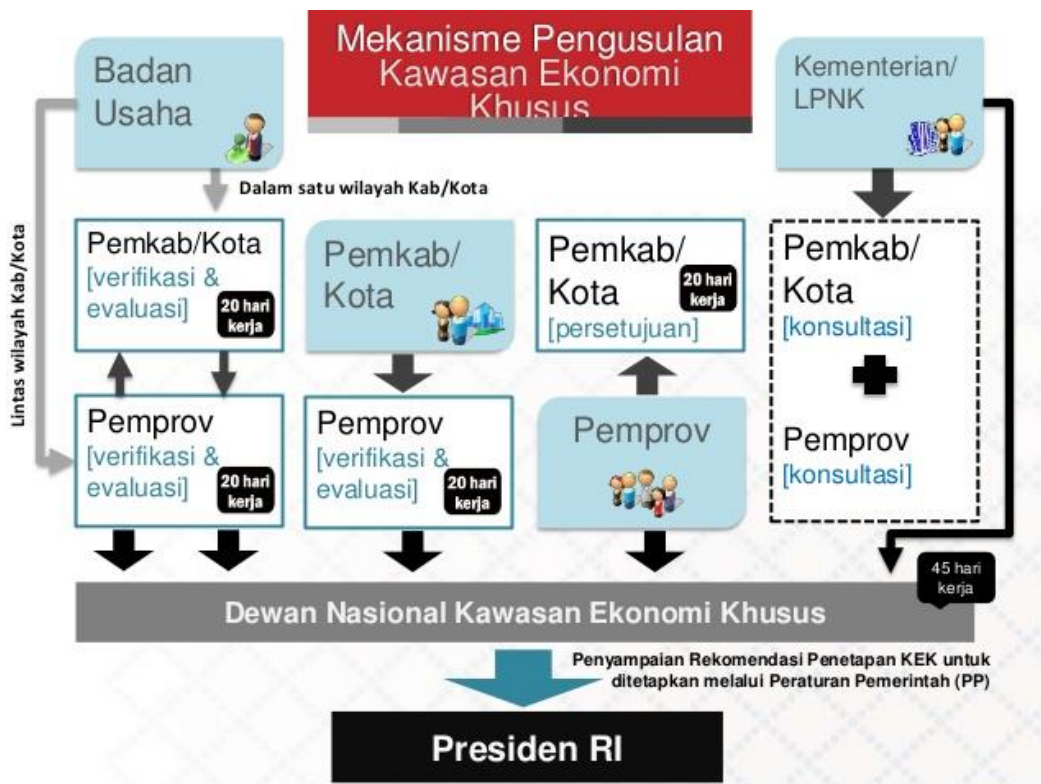 Mekanisme Pengusulan
Kawasan Ekonomi
Khusus
Badan
Usaha
Kementerian/
LPNK
Dalam satu wilayah Kab/Kota
Lintas wilayah Kab/Kota
Pemkab/Kota
[verifikasi &
evaluasi]
20 hari
kerja
Pemprov
[verifikasi &
evaluasi]
20 hari
kerja
Pemkab/
Kota
Pemprov
[verifikasi &
evaluasi]
20 hari
kerja
Pemkab/
Kota
20 hari
kerja
[persetujuan]
Pemprov
Pemkab/
Kota
[konsultasi]
Pemprov
[konsultasi]
45 hari
kerja
Dewan Nasional Kawasan Ekonomi Khusus
Penyampaian Rekomendasi Penetapan KEK untuk
ditetapkan melalui Peraturan Pemerintah (PP)
Presiden RI